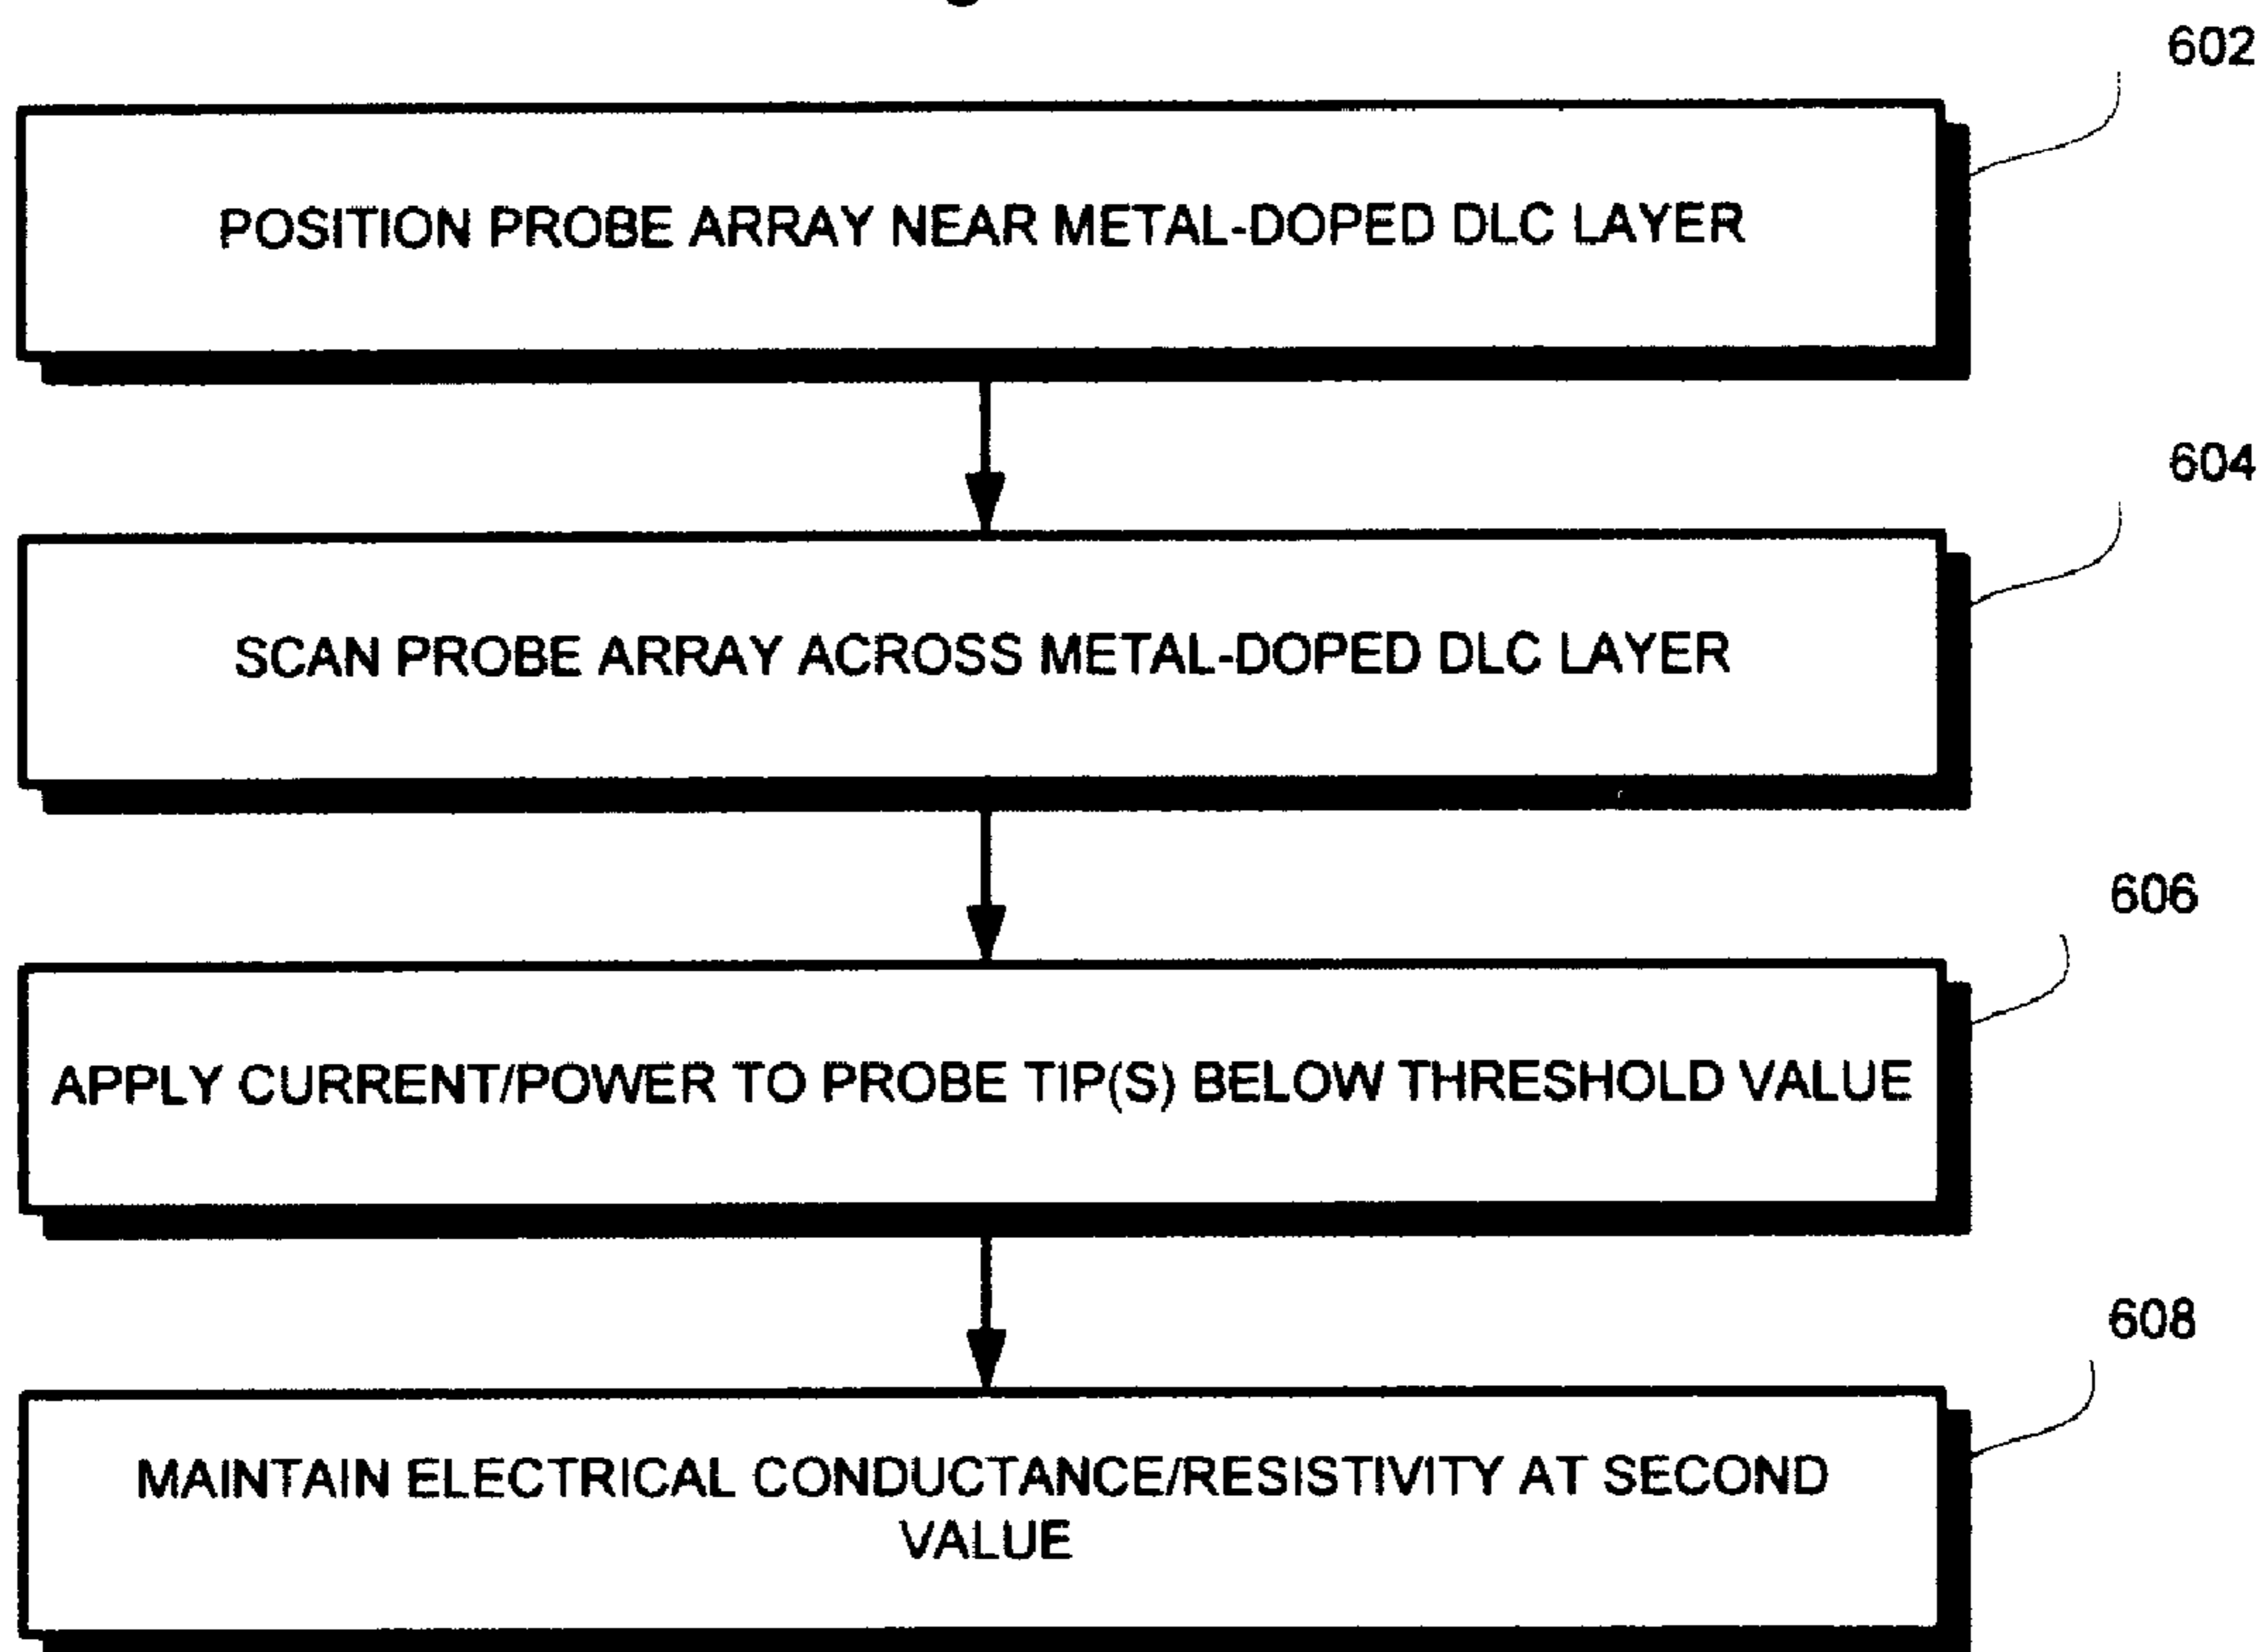 602
POSITION PROBE ARRAY NEAR METAL-DOPED DLC LAYER
604
SCAN PROBE ARRAY ACROSS METAL-DOPED DLC LAYER
606
APPLY CURRENT/POWER TO PROBE TIP(S) BELOW THRESHOLD VALUE
608
MAINTAIN ELECTRICAL CONDUCTANCE/RESISTIVITY AT SECOND
VALUE